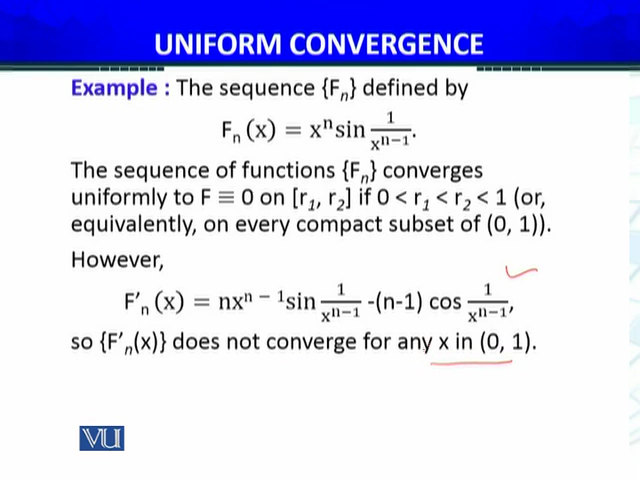 UNIFORM CONVERGENCE
Example : The sequence {Fₙ} defined by
Fₙ (x) = xⁿsin 1/xⁿ⁻¹.
The sequence of functions {Fₙ} converges
uniformly to F ≡ 0 on [r₁, r₂] if 0 < r₁ < r₂ < 1 (or,
equivalently, on every compact subset of (0, 1)).
However,
F′ₙ (x) = nxⁿ ⁻ ¹sin 1/xⁿ⁻¹ -(n-1) cos 1/xⁿ⁻¹,
so {F′ₙ(x)} does not converge for any x in (0, 1).
VU